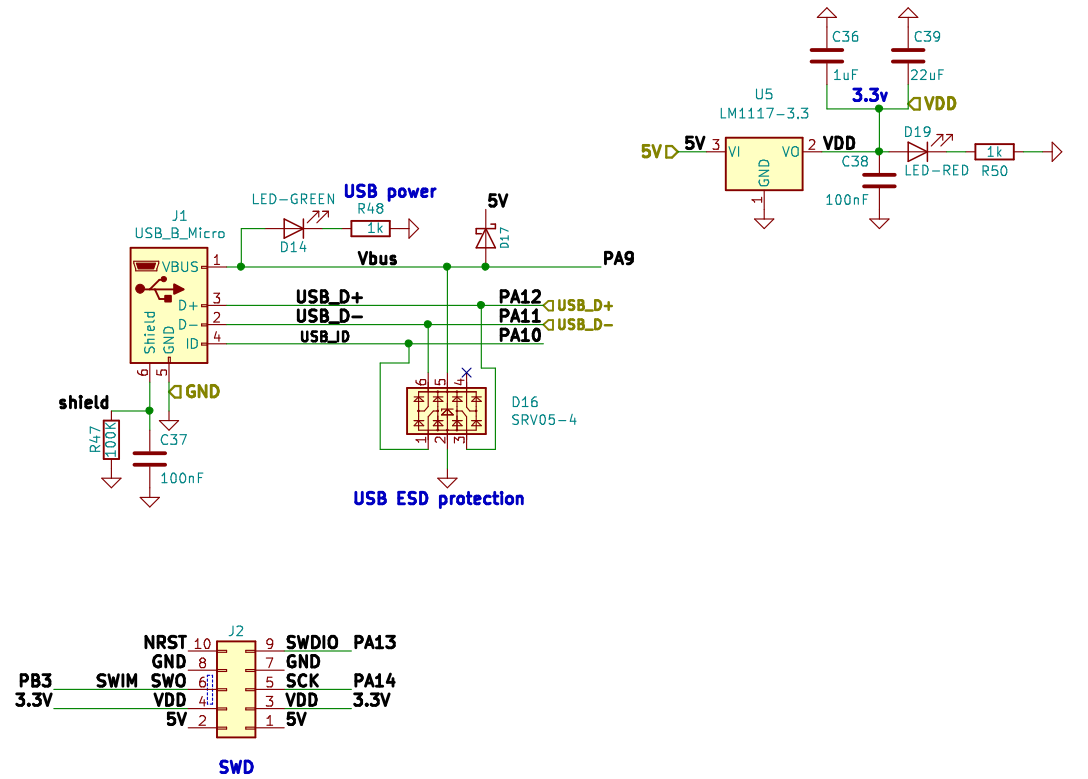 C36
1uF
C39
22uF
3.3v
VDD
U5
LM1117-3.3
5V
5V
3
VI
VO
GND
1
2
VDD
C38
100nF
D19
LED-RED
1k
R50
USB power
LED-GREEN
D14
R48
1k
5V
D17
J1
USB_B_Micro
VBUS
1
Vbus
PA9
D+
3
USB_D+
PA12
USB_D+
D-
2
USB_D-
PA11
USB_D-
ID
4
USB_ID
PA10
Shield
GND
6
5
GND
shield
R47
100K
C37
100nF
6
5
4
D16
SRV05-4
1
2
3
USB ESD protection
J2
NRST
10
9
SWDIO
PA13
GND
8
7
GND
PB3
SWIM
SWO
6
5
SCK
PA14
3.3V
VDD
4
3
VDD
3.3V
5V
2
1
5V
SWD